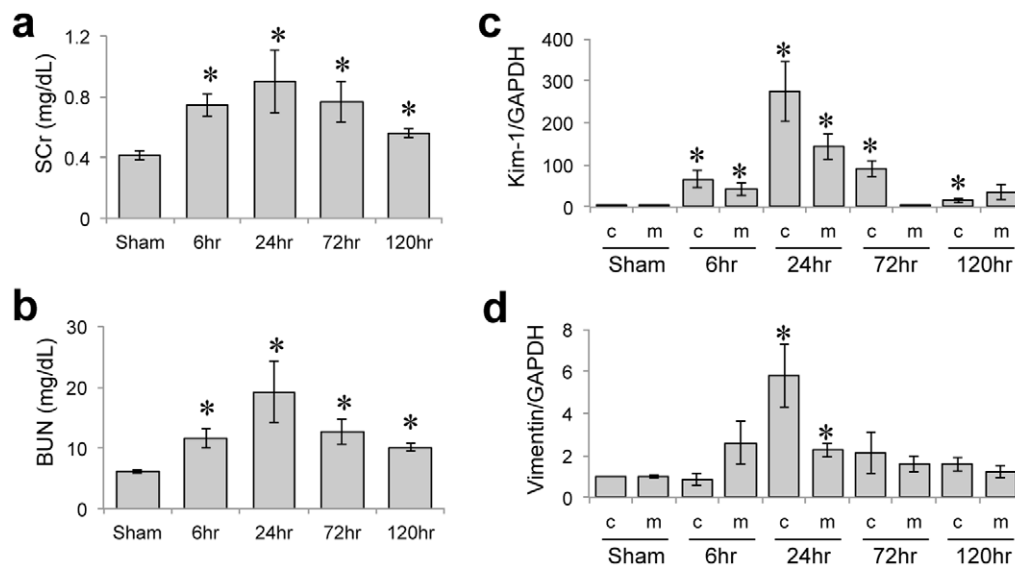 a
SCr (mg/dL)
1.2
0.8
0.4
0
*
*
*
*
Sham 6hr 24hr 72hr 120hr
b
BUN (mg/dL)
30
20
10
0
*
*
*
*
Sham 6hr 24hr 72hr 120hr
c
Kim-1/GAPDH
400
300
200
100
0
*
*
*
*
*
*
c m c m c m c m c m
Sham 6hr 24hr 72hr 120hr
d
Vimentin/GAPDH
8
6
4
2
0
*
*
c m c m c m c m c m
Sham 6hr 24hr 72hr 120hr